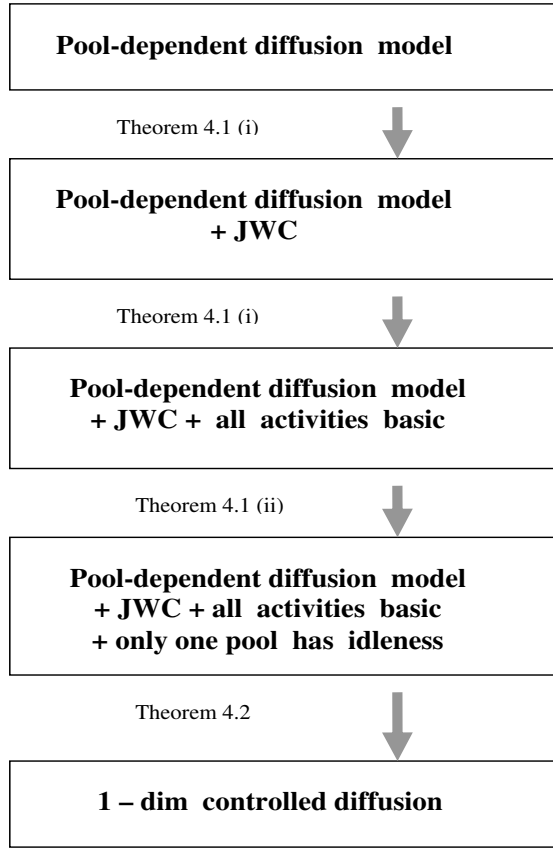 Pool-dependent diffusion model
Theorem 4.1 (i)
Pool-dependent diffusion model
+ JWC
Theorem 4.1 (i)
Pool-dependent diffusion model
+ JWC + all activities basic
Theorem 4.1 (ii)
Pool-dependent diffusion model
+ JWC + all activities basic
+ only one pool has idleness
Theorem 4.2
1 – dim controlled diffusion